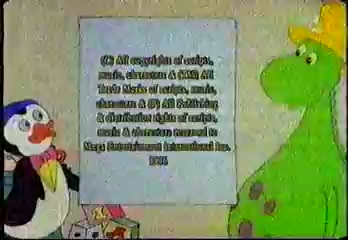 (C) All copyrights of scripts,
music, characters & (TM) All
Trade Marks of scripts, music,
characters & (P) All Publishing
& distribution rights of scripts,
music & characters reserved to
Mega Entertainment International Inc.